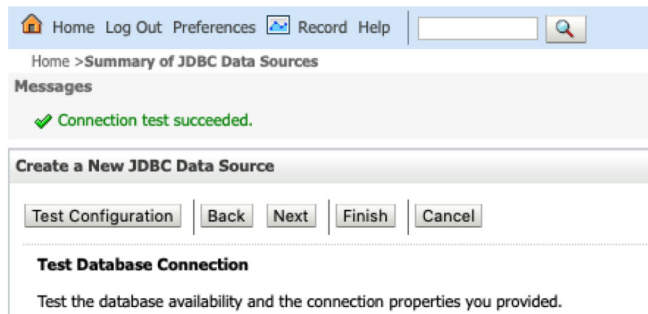 Home Log Out Preferences Record Help
Home >Summary of JDBC Data Sources
Messages
Connection test succeeded.
Create a New JDBC Data Source
Test Configuration Back Next Finish Cancel
Test Database Connection
Test the database availability and the connection properties you provided.